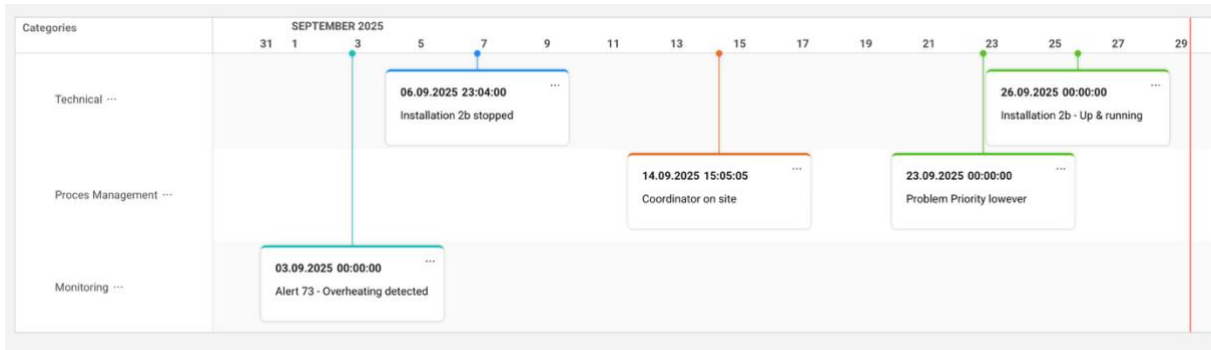 Categories
SEPTEMBER 2025
31 1 3 5 7 9 11 13 15 17 19 21 23 25 27 29
Technical ...
06.09.2025 23:04:00 ...
Installation 2b stopped
26.09.2025 00:00:00 ...
Installation 2b - Up & running
Proces Management ...
14.09.2025 15:05:05 ...
Coordinator on site
23.09.2025 00:00:00 ...
Problem Priority lowever
Monitoring ...
03.09.2025 00:00:00 ...
Alert 73 - Overheating detected